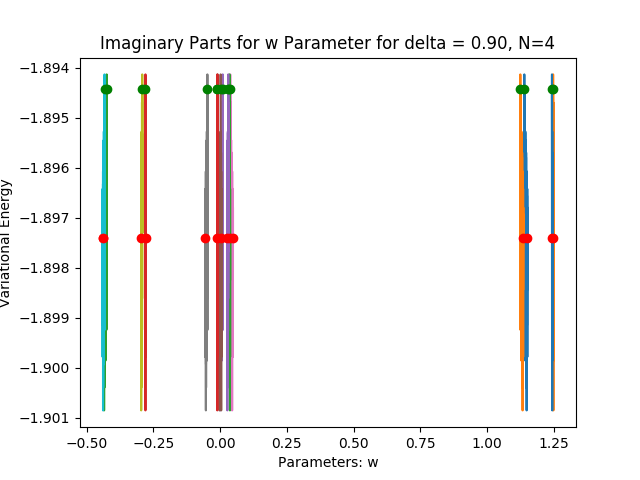 Imaginary Parts for w Parameter for delta = 0.90, N=4
Variational Energy
−1.894
−1.895
−1.896
−1.897
−1.898
−1.899
−1.900
−1.901
−0.50 −0.25 0.00 0.25 0.50 0.75 1.00 1.25
Parameters: w